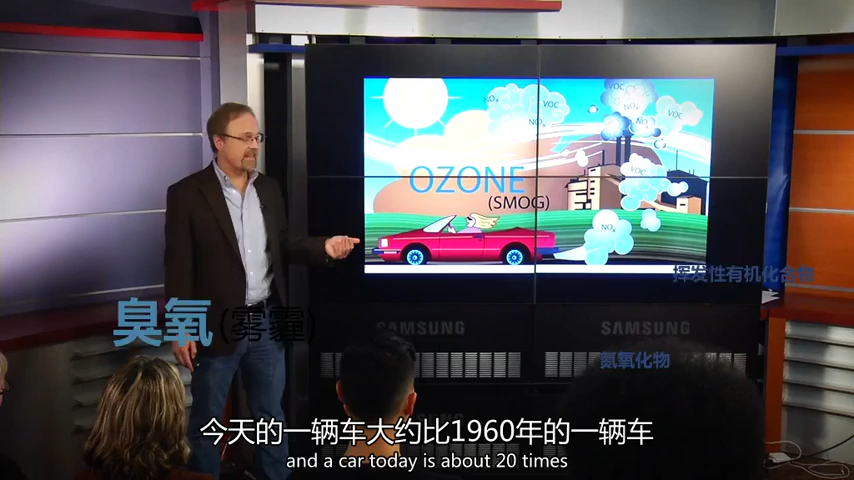 VOC
NOₓ
VOC
NOₓ
VOC
NOₓ
NOₓ
VOC
OZONE
(SMOG)
NOₓ
挥发性有机化合物
臭氧(雾霾)
SAMSUNG
SAMSUNG
氮氧化物
今天的一辆车大约比1960年的一辆车
and a car today is about 20 times